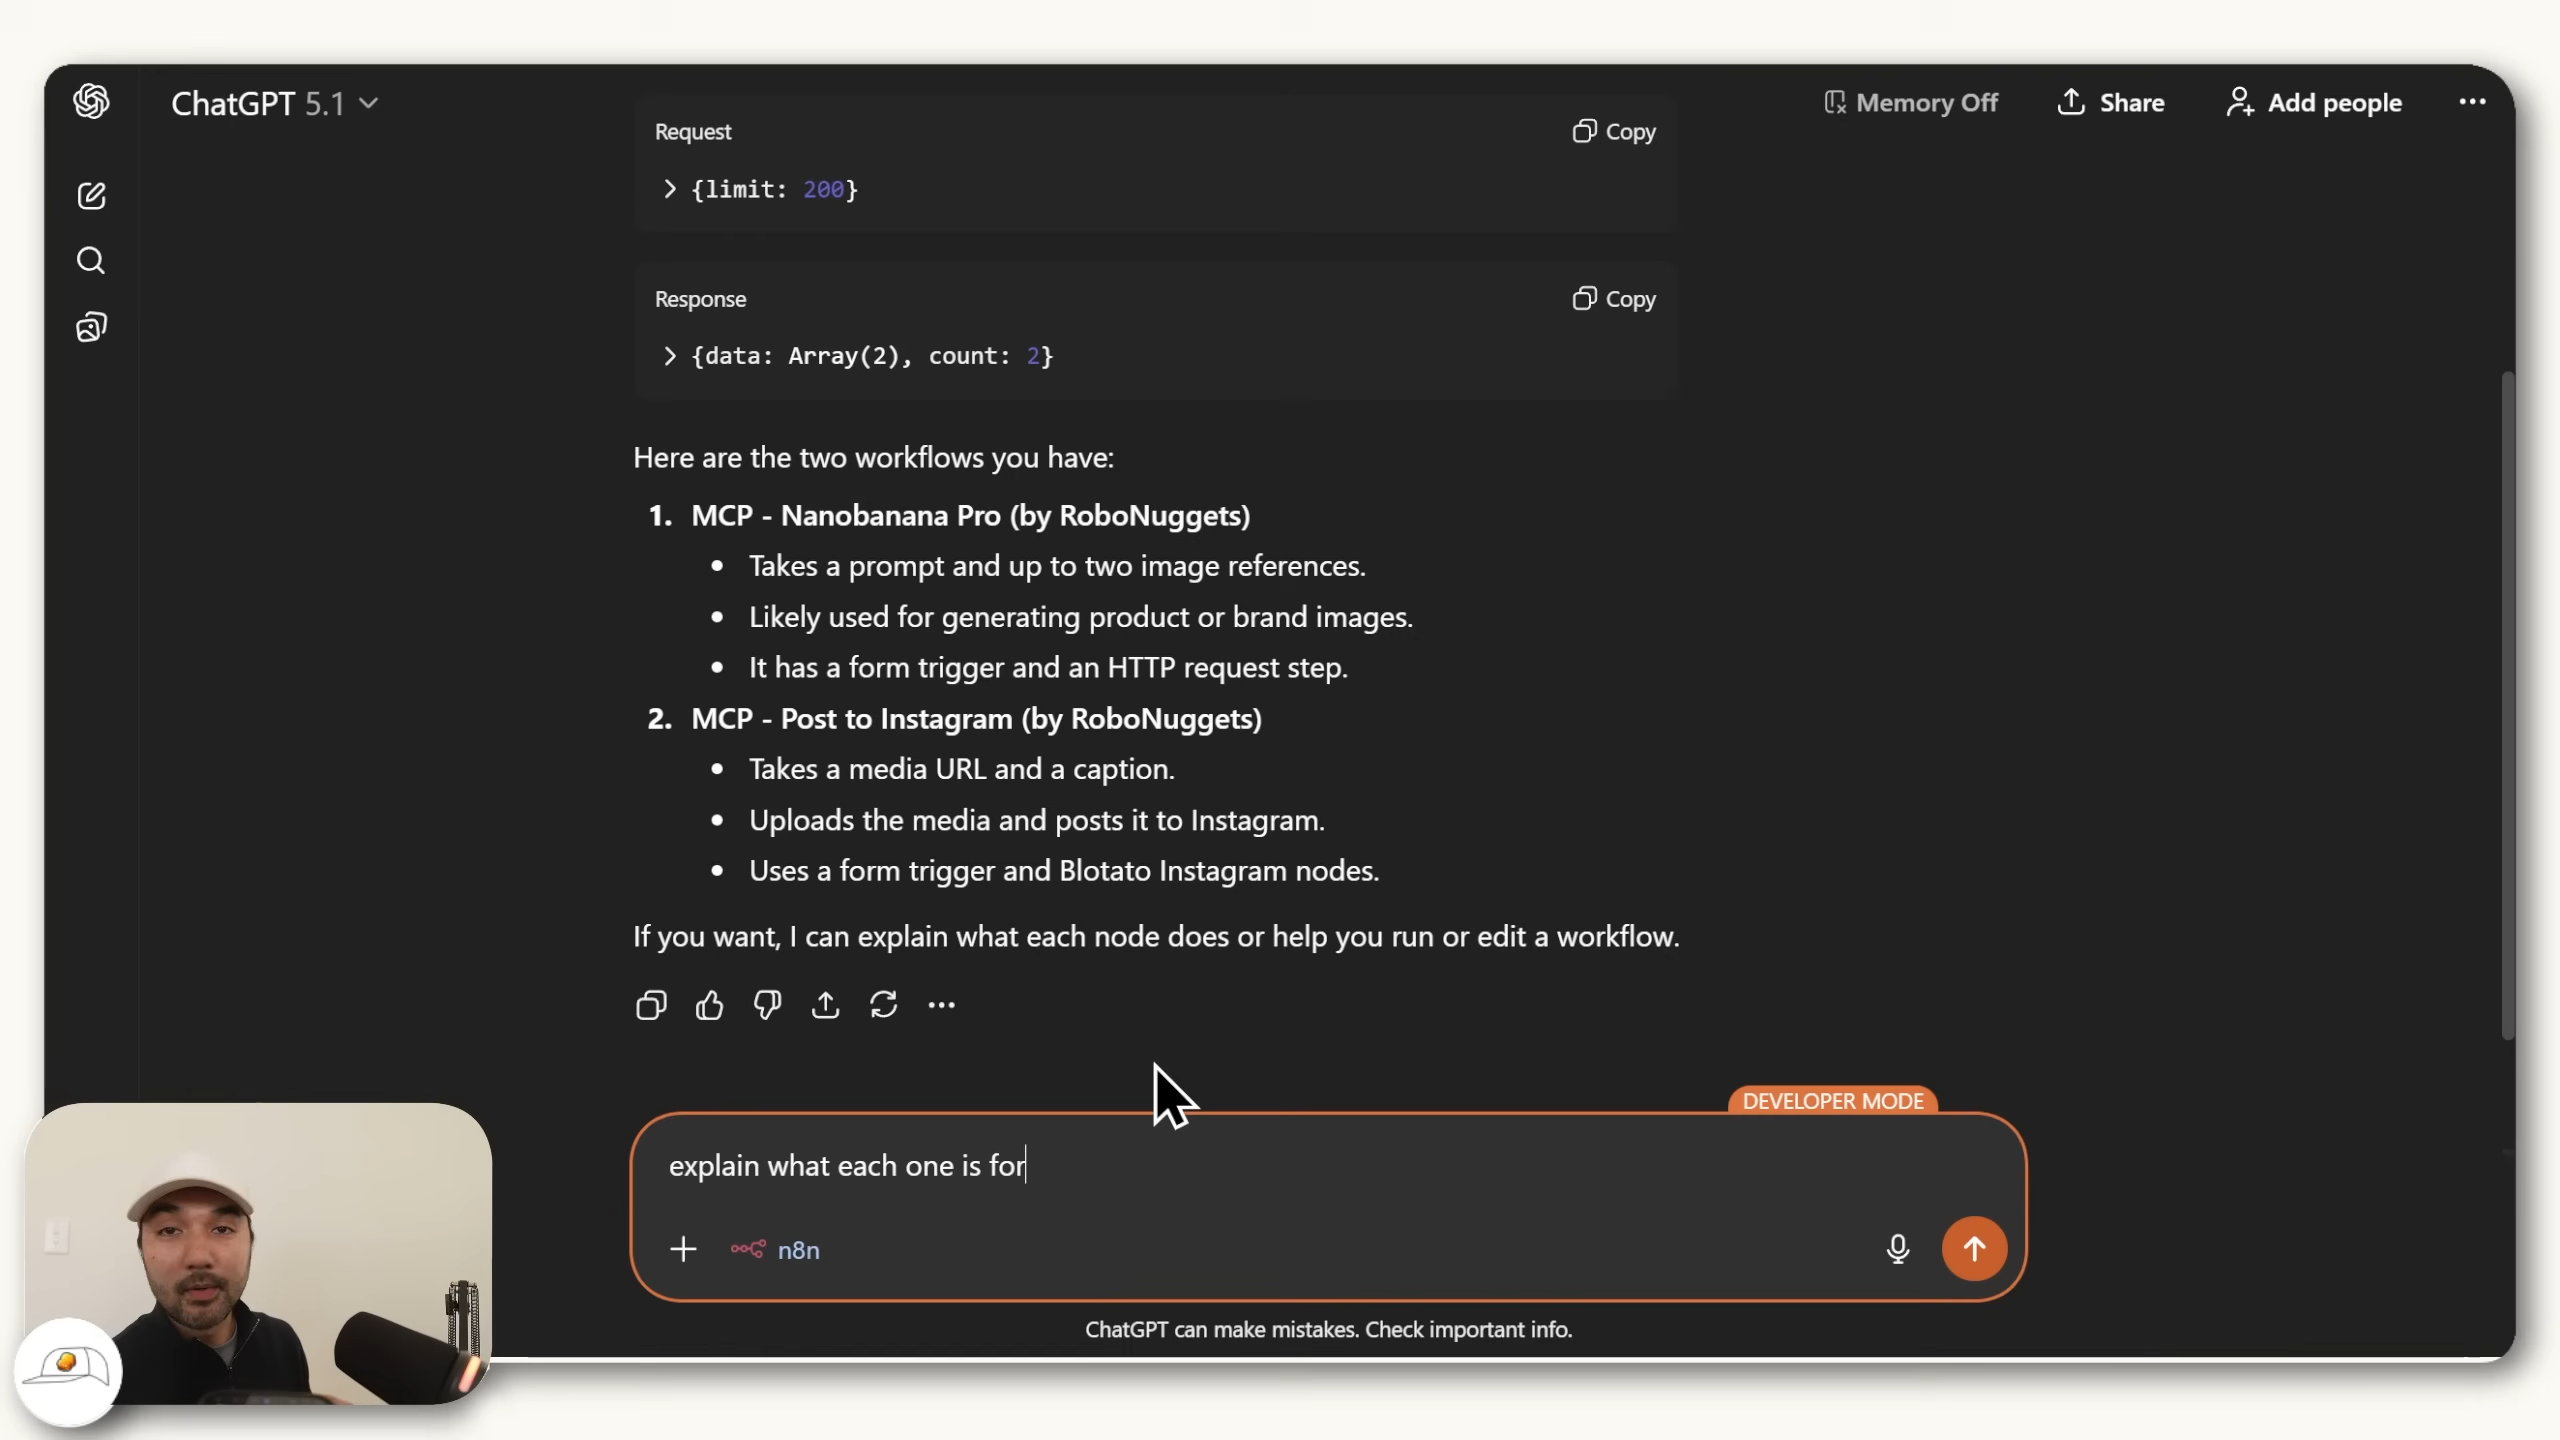 ChatGPT 5.1
Memory Off
Share
Add people
Request
Copy
{limit: 200}
Response
Copy
{data: Array(2), count: 2}
Here are the two workflows you have:
1. MCP - Nanobanana Pro (by RoboNuggets)
• Takes a prompt and up to two image references.
• Likely used for generating product or brand images.
• It has a form trigger and an HTTP request step.
2. MCP - Post to Instagram (by RoboNuggets)
• Takes a media URL and a caption.
• Uploads the media and posts it to Instagram.
• Uses a form trigger and Blotato Instagram nodes.
If you want, I can explain what each node does or help you run or edit a workflow.
DEVELOPER MODE
explain what each one is for
n8n
ChatGPT can make mistakes. Check important info.